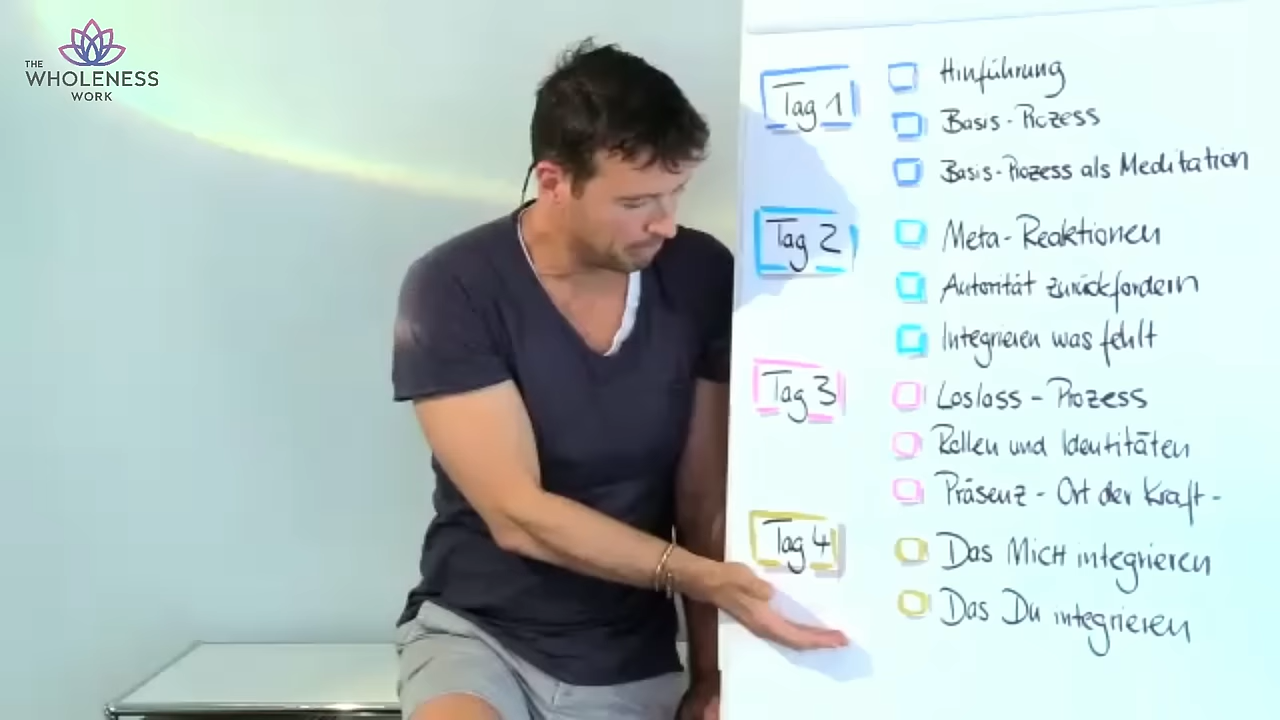 THE
WHOLENESS
WORK
Tag 1
Hinführung
Basis-Prozess
Basis-Prozess als Meditation
Tag 2
Meta-Reaktionen
Autorität zurückfordern
Integrieren was fehlt
Tag 3
Loslass-Prozess
Rollen und Identitäten
Präsenz - Ort der Kraft -
Tag 4
Das MICH integrieren
Das Du integrieren